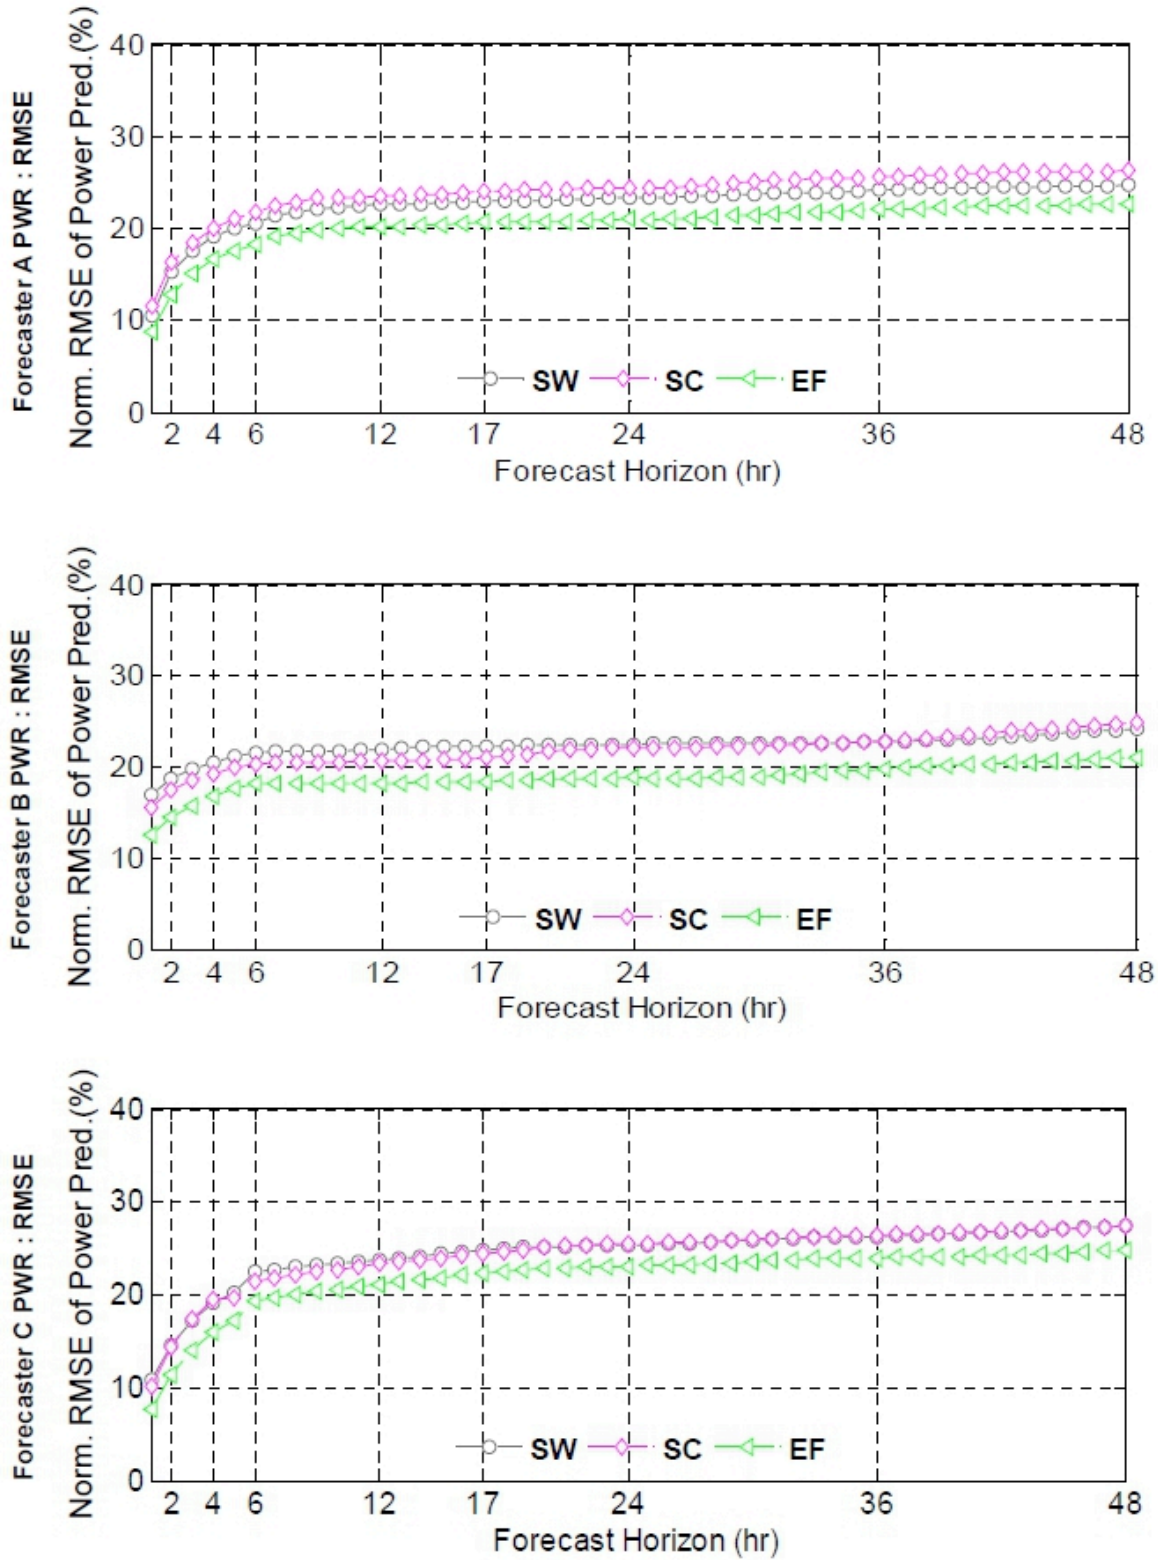 Forecaster A PWR : RMSE
Norm. RMSE of Power Pred.(%)
40
30
20
10
0
SW SC EF
2 4 6 12 17 24 36 48
Forecast Horizon (hr)
Forecaster B PWR : RMSE
Norm. RMSE of Power Pred.(%)
40
30
20
10
0
SW SC EF
2 4 6 12 17 24 36 48
Forecast Horizon (hr)
Forecaster C PWR : RMSE
Norm. RMSE of Power Pred.(%)
40
30
20
10
0
SW SC EF
2 4 6 12 17 24 36 48
Forecast Horizon (hr)